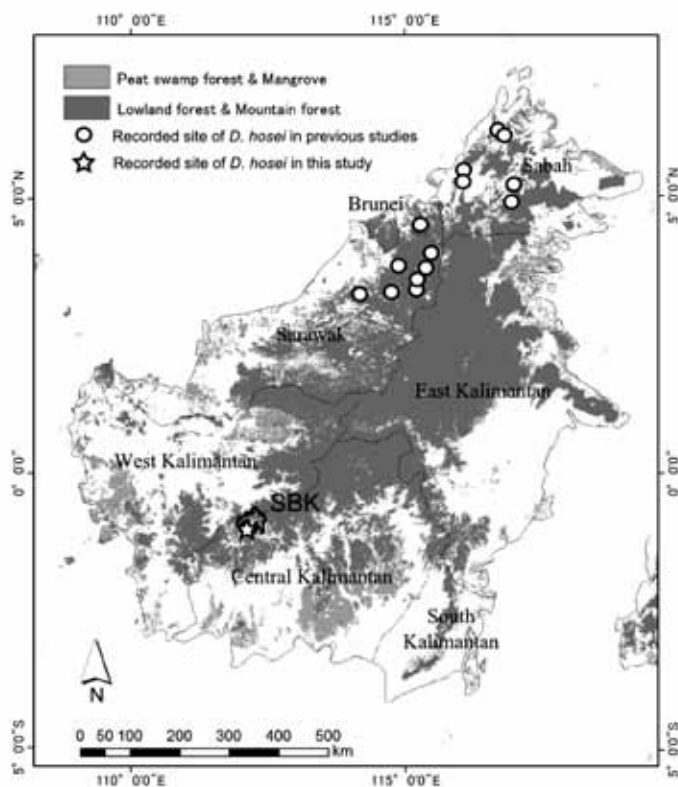 110° 0'0"E 115° 0'0"E
Peat swamp forest & Mangrove
Lowland forest & Mountain forest
Recorded site of D. hosei in previous studies
Recorded site of D. hosei in this study
Sabah
5° 0'0"N 5° 0'0"N
Brunei
Sarawak
East Kalimantan
West Kalimantan
0° 0'0" 0° 0'0"
SBK
Central Kalimantan
South
Kalimantan
N
0 50 100 200 300 400 500
km
5° 0'0"S 5° 0'0"S
110° 0'0"E 115° 0'0"E